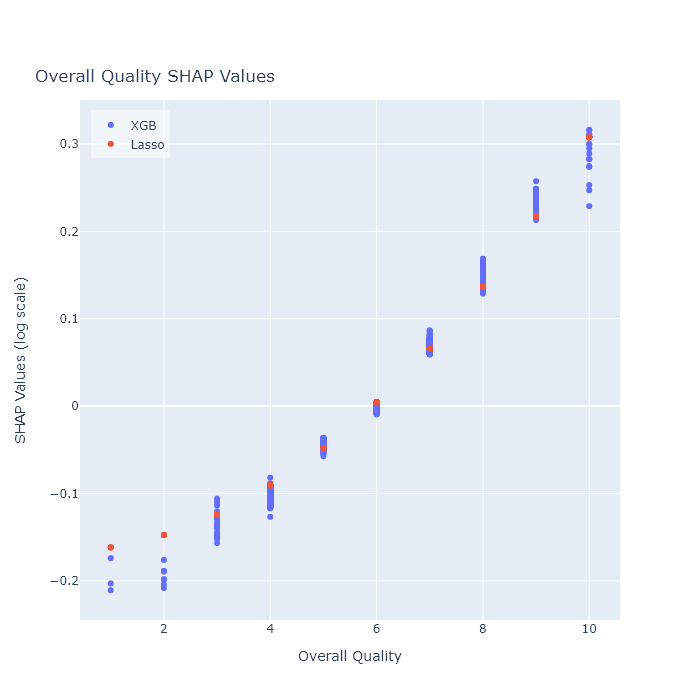 Overall Quality SHAP Values
XGB
Lasso
0.3
0.2
0.1
0
−0.1
−0.2
SHAP Values (log scale)
2 4 6 8 10
Overall Quality